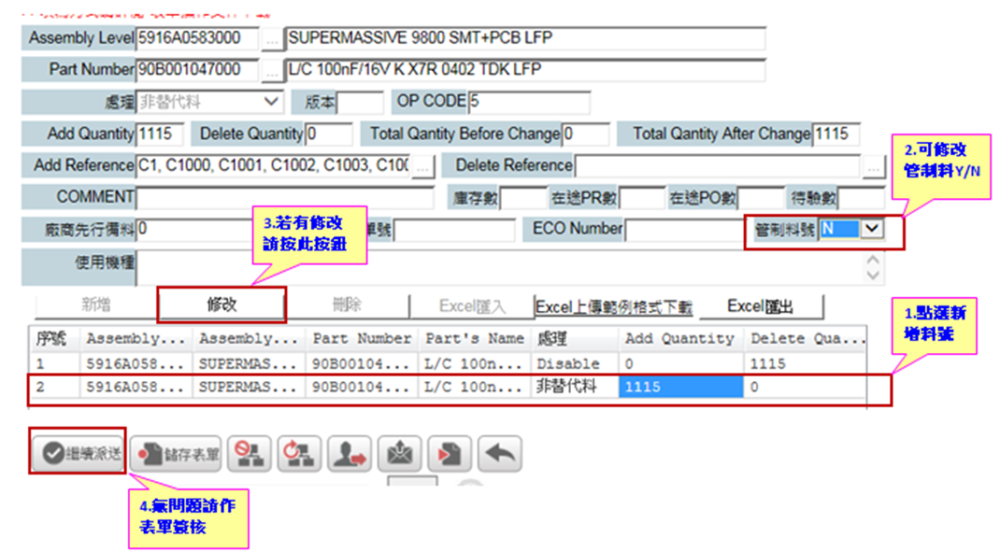 Assembly Level 5916A0583000 ... SUPERMASSIVE 9800 SMT+PCB LFP
Part Number 90B001047000 ... L/C 100nF/16V K X7R 0402 TDK LFP
處理 非替代料 版本 OP CODE 5
Add Quantity 1115 Delete Quantity 0 Total Qantity Before Change 0 Total Qantity After Change 1115
2.可修改
管制料Y/N
Add Reference C1, C1000, C1001, C1002, C1003, C100 ... Delete Reference ...
COMMENT 庫存數 在途PR數 在途PO數 待驗數
廠商先行備料 0 單號 ECO Number 管制料號 N
3.若有修改
請按此按鈕
使用機種
新增 修改 刪除 Excel匯入 Excel上傳範例格式下載 Excel匯出
1.點選新
增料號
序號 Assembly... Assembly... Part Number Part's Name 處理 Add Quantity Delete Qua...
1 5916A058... SUPERMAS... 90B00104... L/C 100n... Disable 0 1115
2 5916A058... SUPERMAS... 90B00104... L/C 100n... 非替代料 1115 0
繼續派送 儲存表單
4.無問題請作
表單簽核